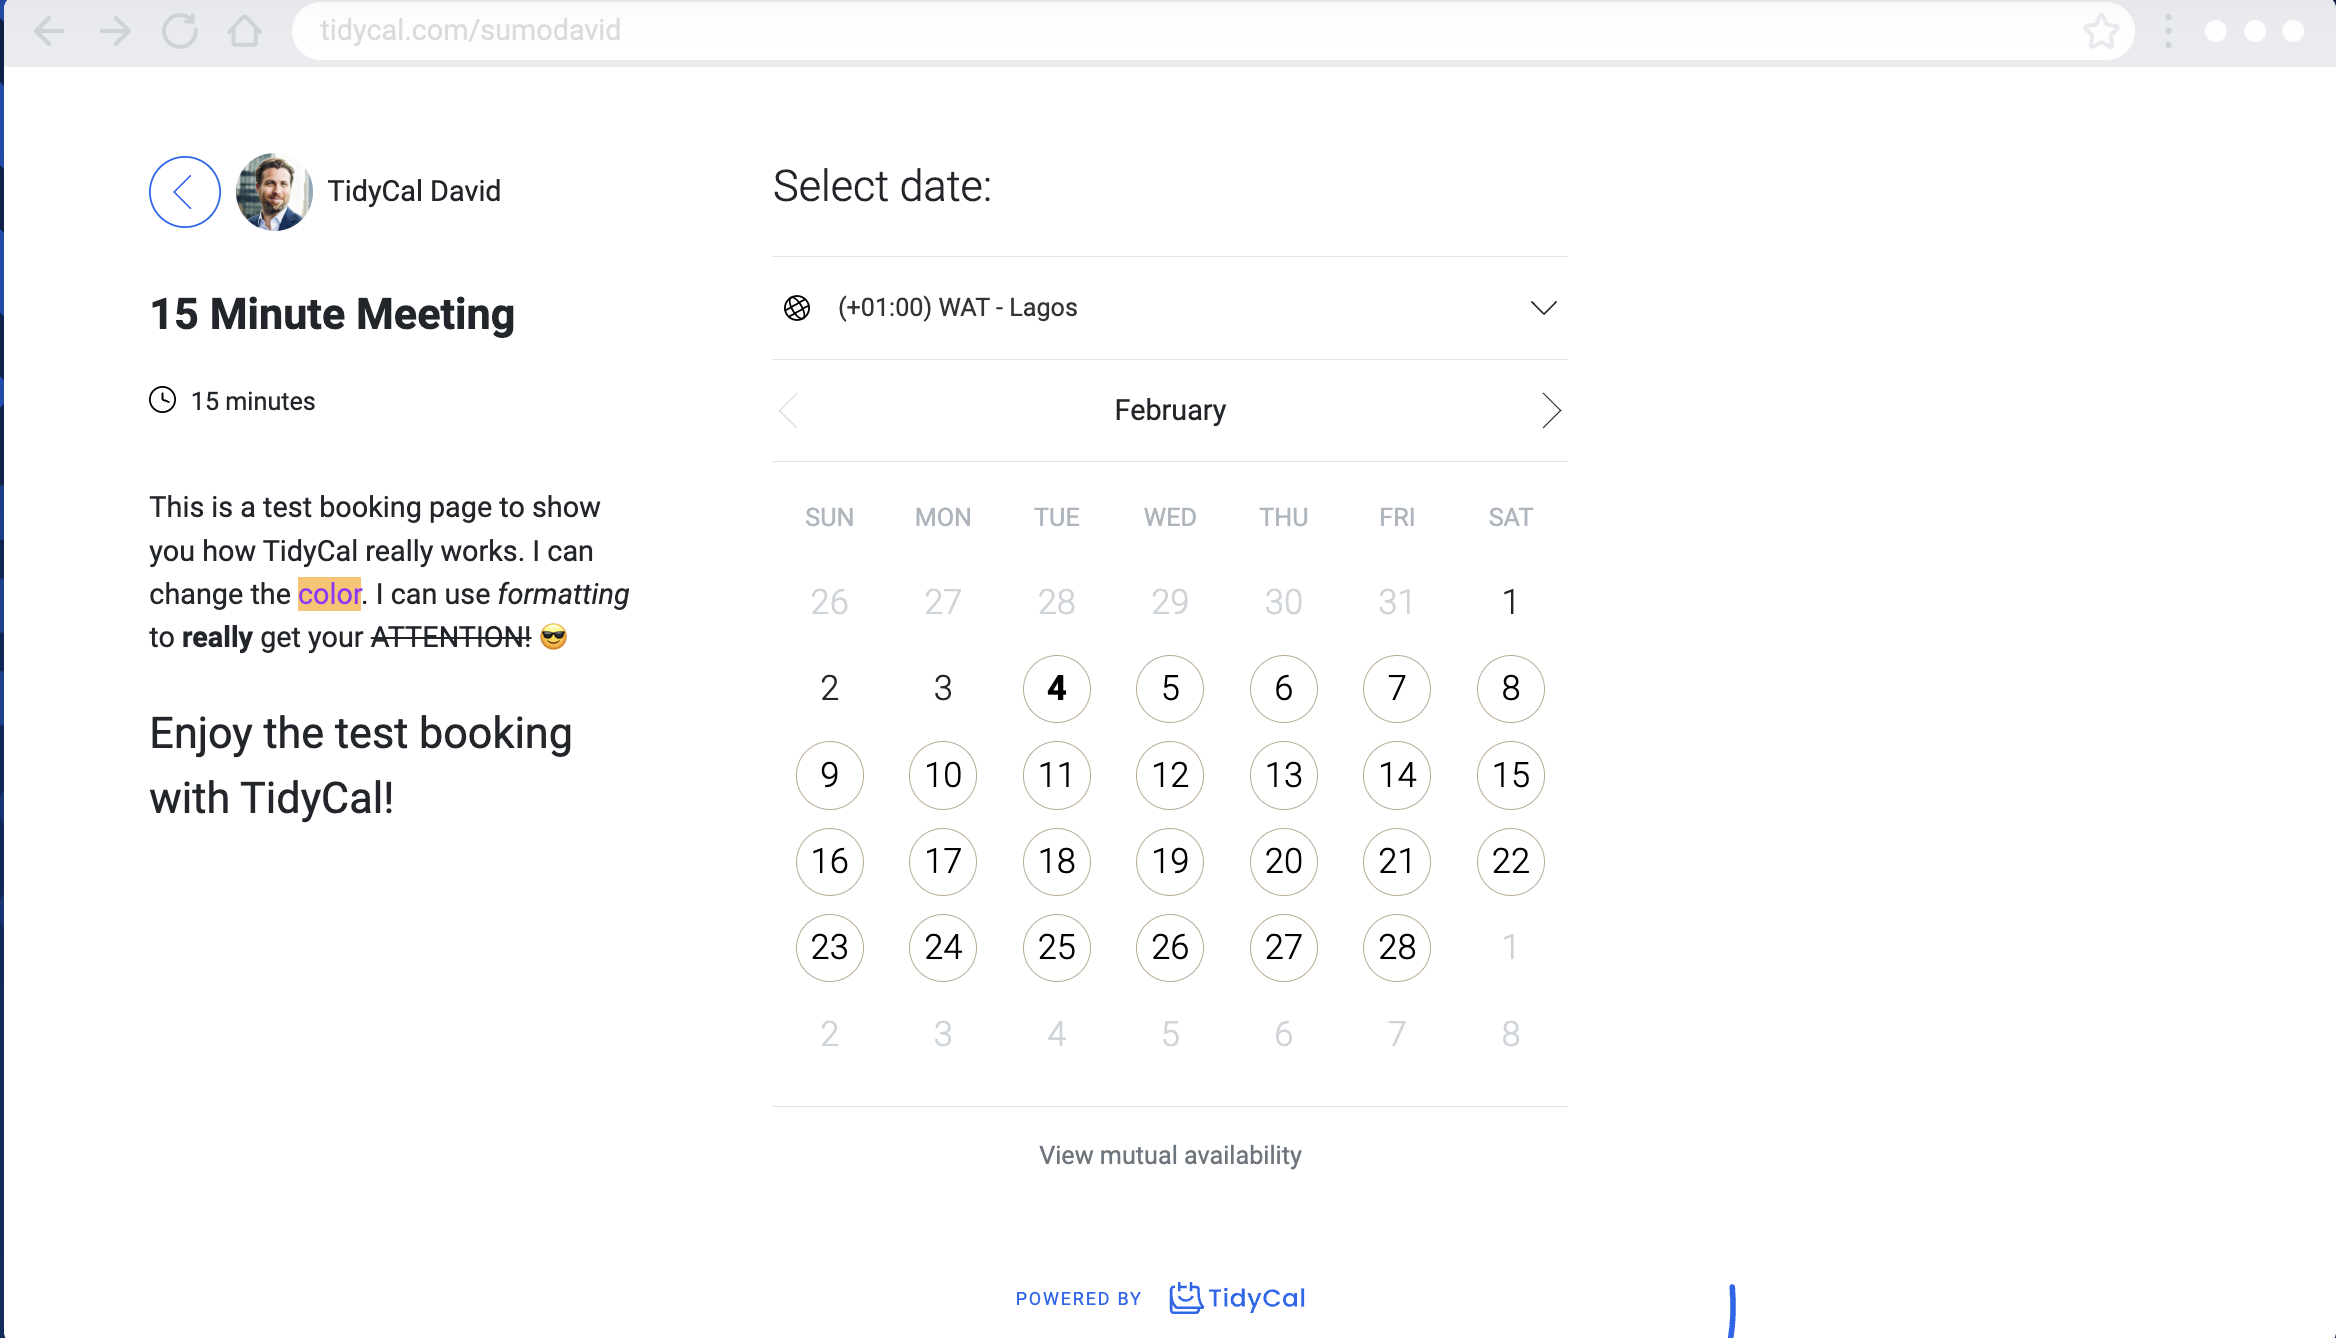 tidycal.com/sumodavid
TidyCal David
15 Minute Meeting
15 minutes
This is a test booking page to show
you how TidyCal really works. I can
change the color. I can use formatting
to really get your ATTENTION! 😎
Enjoy the test booking
with TidyCal!
Select date:
(+01:00) WAT - Lagos
February
SUN MON TUE WED THU FRI SAT
26 27 28 29 30 31 1
2 3 4 5 6 7 8
9 10 11 12 13 14 15
16 17 18 19 20 21 22
23 24 25 26 27 28 1
2 3 4 5 6 7 8
View mutual availability
POWERED BY TidyCal